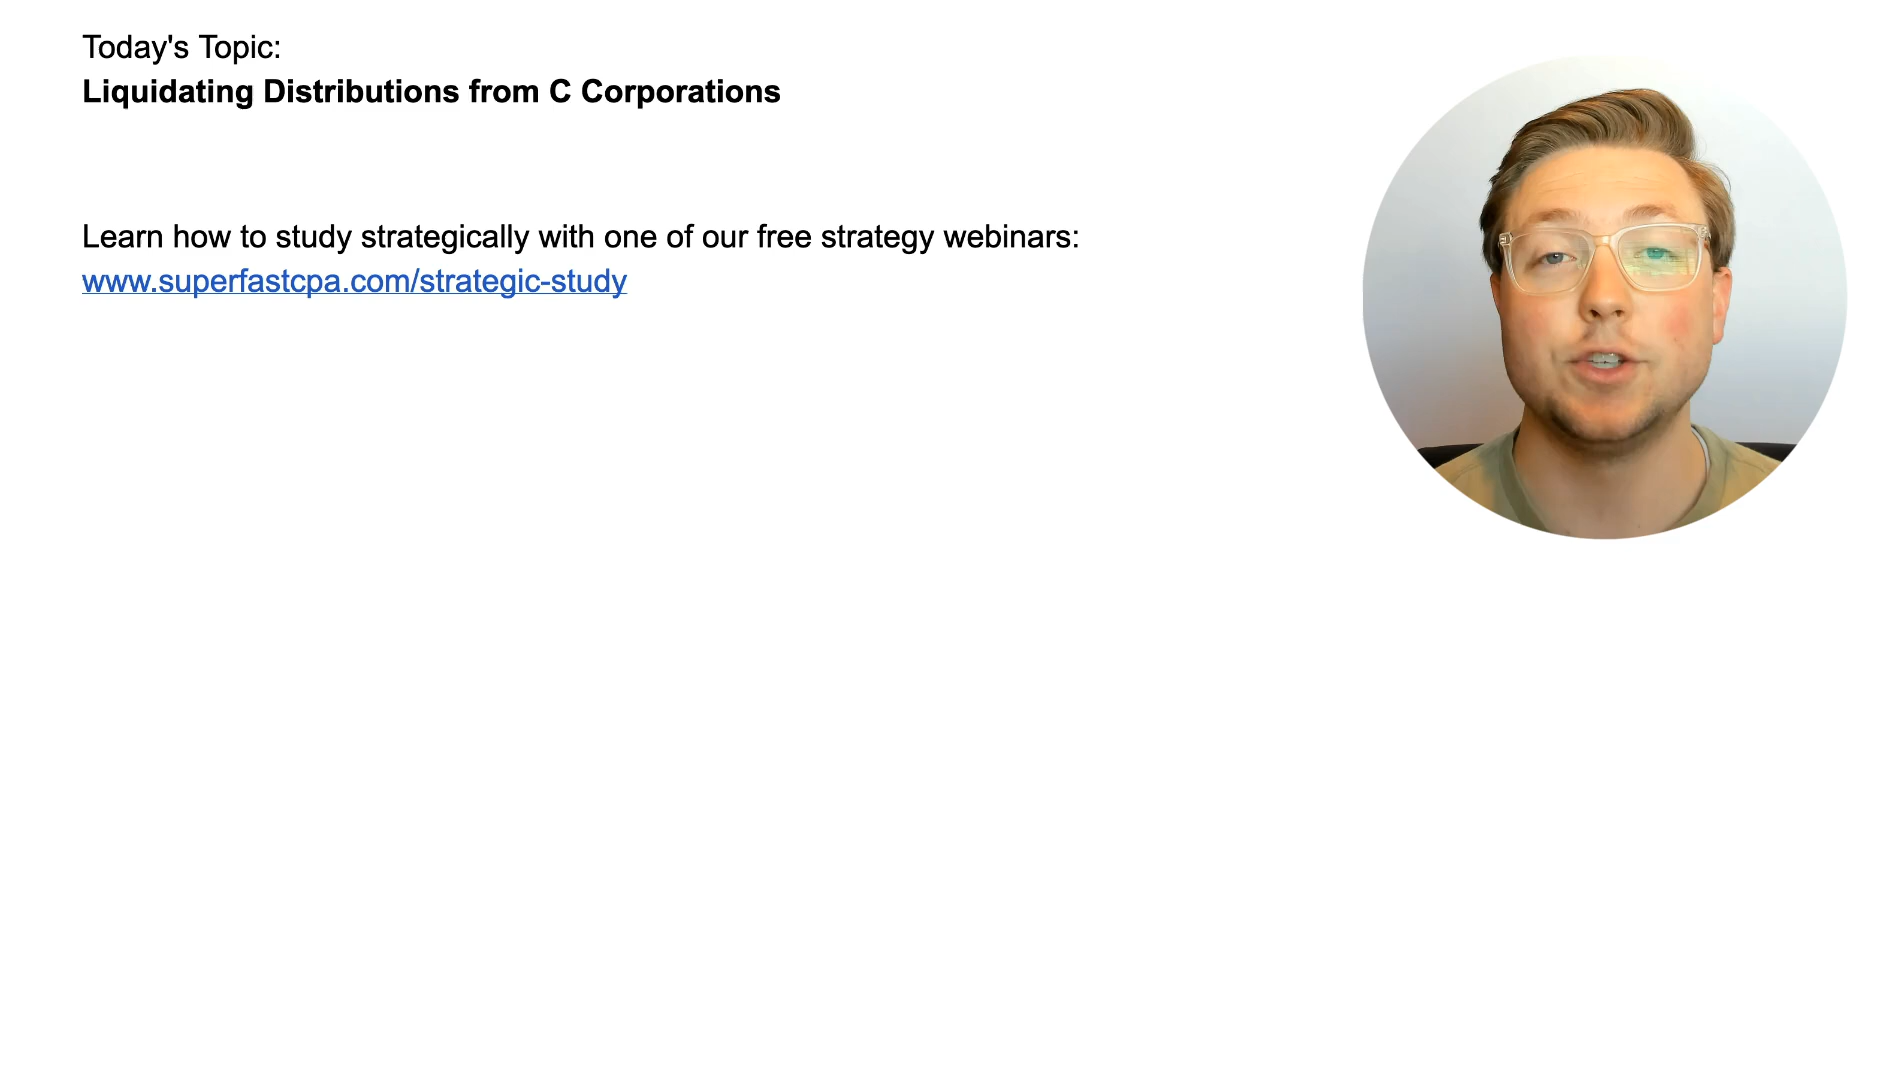 Today's Topic:
Liquidating Distributions from C Corporations
Learn how to study strategically with one of our free strategy webinars:
www.superfastcpa.com/strategic-study